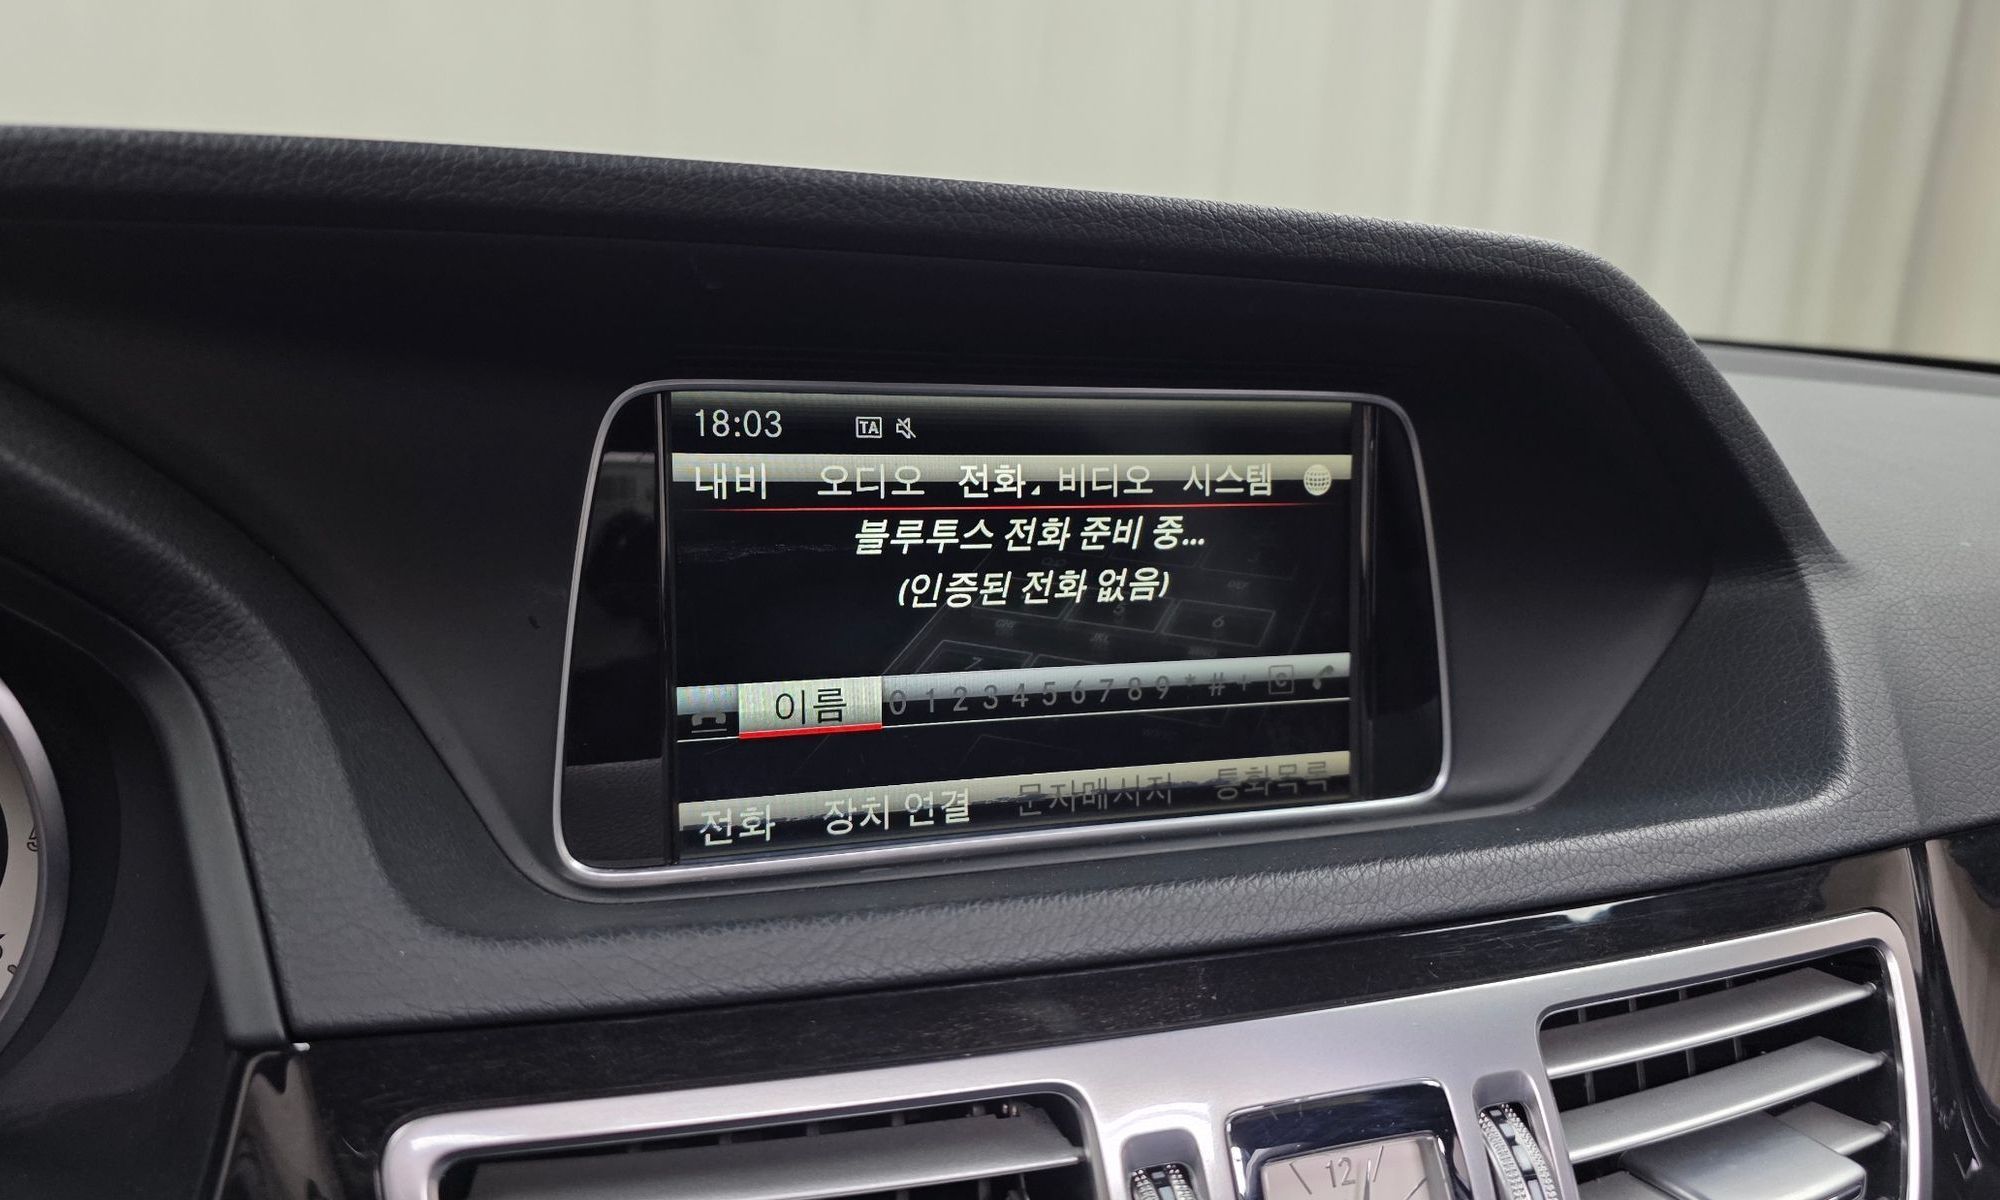 18:03 TA
내비 오디오 전화 비디오 시스템
블루투스 전화 준비 중...
(인증된 전화 없음)
이름 0 1 2 3 4 5 6 7 8 9 * # + C
전화 장치 연결 문자메시지 통화목록
12